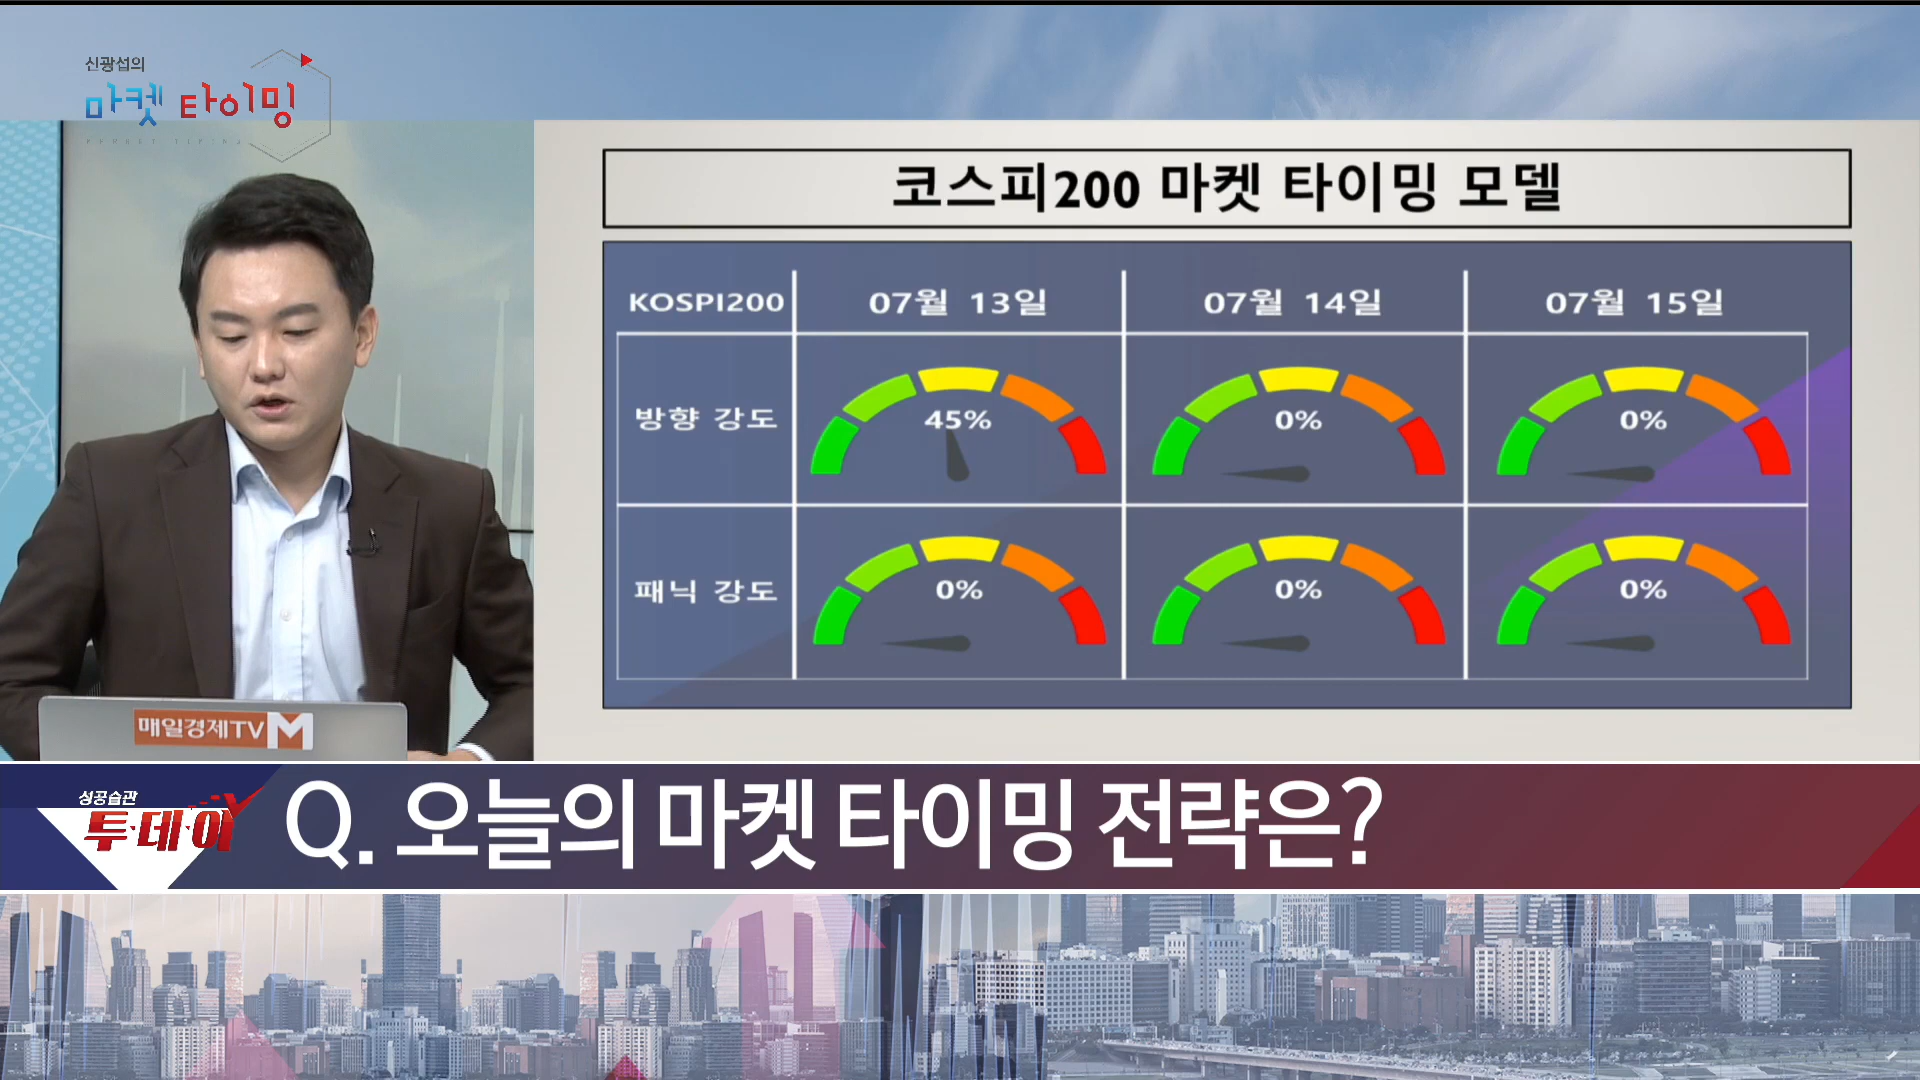 신광섭의
마켓 타이밍
MARKET TIMING
코스피200 마켓 타이밍 모델
KOSPI200 07월 13일 07월 14일 07월 15일
방향 강도 45% 0% 0%
패닉 강도 0% 0% 0%
매일경제TV M
성공습관
투·데·이
Q. 오늘의 마켓 타이밍 전략은?